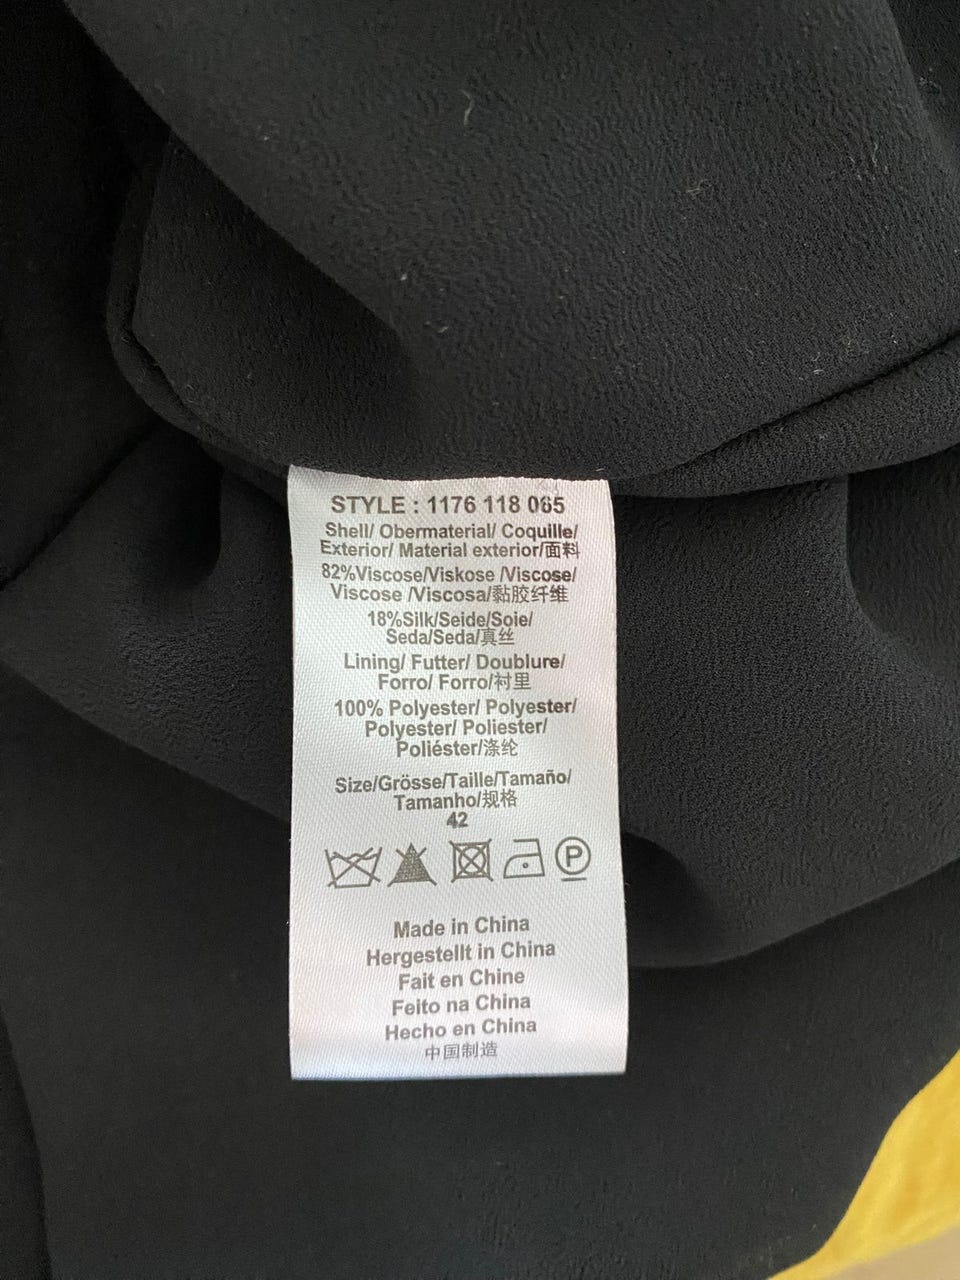 STYLE : 1176 118 065
Shell/ Obermaterial/ Coquille/
Exterior/ Material exterior/面料
82%Viscose/Viskose /Viscose/
Viscose /Viscosa/黏胶纤维
18%Silk/Seide/Soie/
Seda/Seda/真丝
Lining/ Futter/ Doublure/
Forro/ Forro/衬里
100% Polyester/ Polyester/
Polyester/ Poliester/
Poliéster/涤纶
Size/Grösse/Taille/Tamaño/
Tamanho/规格
42
P
Made in China
Hergestellt in China
Fait en Chine
Feito na China
Hecho en China
中国制造